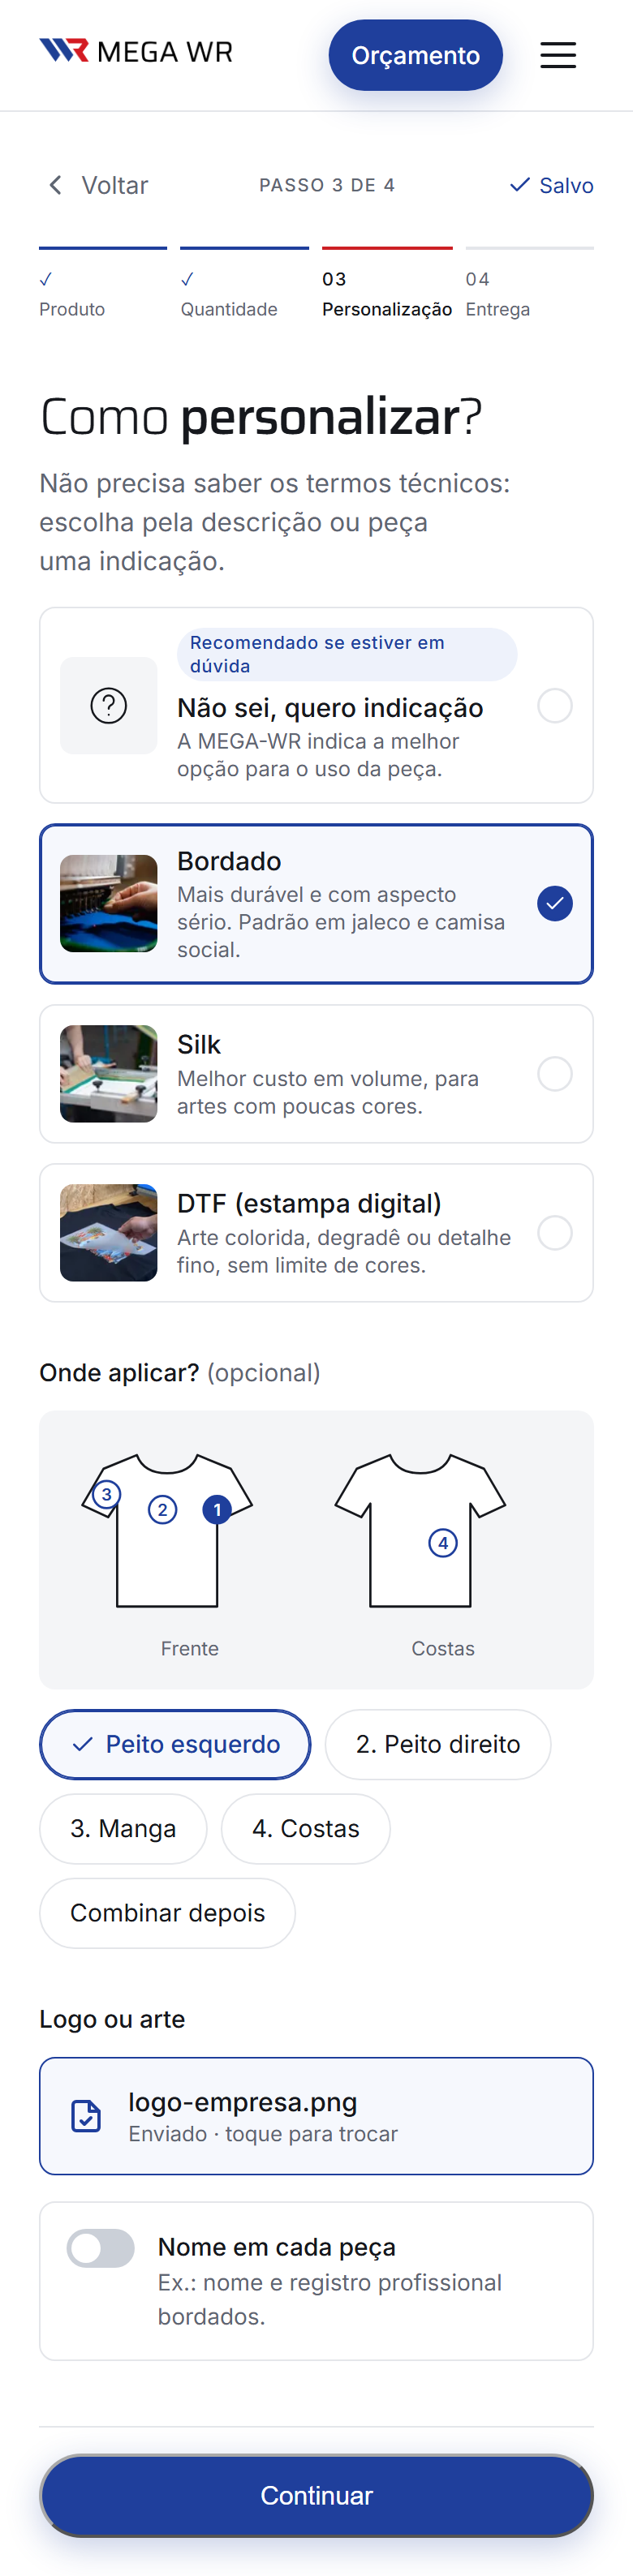 WR MEGA WR
Orçamento
Voltar
PASSO 3 DE 4
✓ Salvo
✓
Produto
✓
Quantidade
03
Personalização
04
Entrega
Como personalizar?
Não precisa saber os termos técnicos:
escolha pela descrição ou peça
uma indicação.
Recomendado se estiver em
dúvida
?
Não sei, quero indicação
A MEGA-WR indica a melhor
opção para o uso da peça.
Bordado
Mais durável e com aspecto
sério. Padrão em jaleco e camisa
social.
Silk
Melhor custo em volume, para
artes com poucas cores.
DTF (estampa digital)
Arte colorida, degradê ou detalhe
fino, sem limite de cores.
Onde aplicar? (opcional)
3
2
1
4
Frente
Costas
✓ Peito esquerdo
2. Peito direito
3. Manga
4. Costas
Combinar depois
Logo ou arte
logo-empresa.png
Enviado · toque para trocar
Nome em cada peça
Ex.: nome e registro profissional
bordados.
Continuar